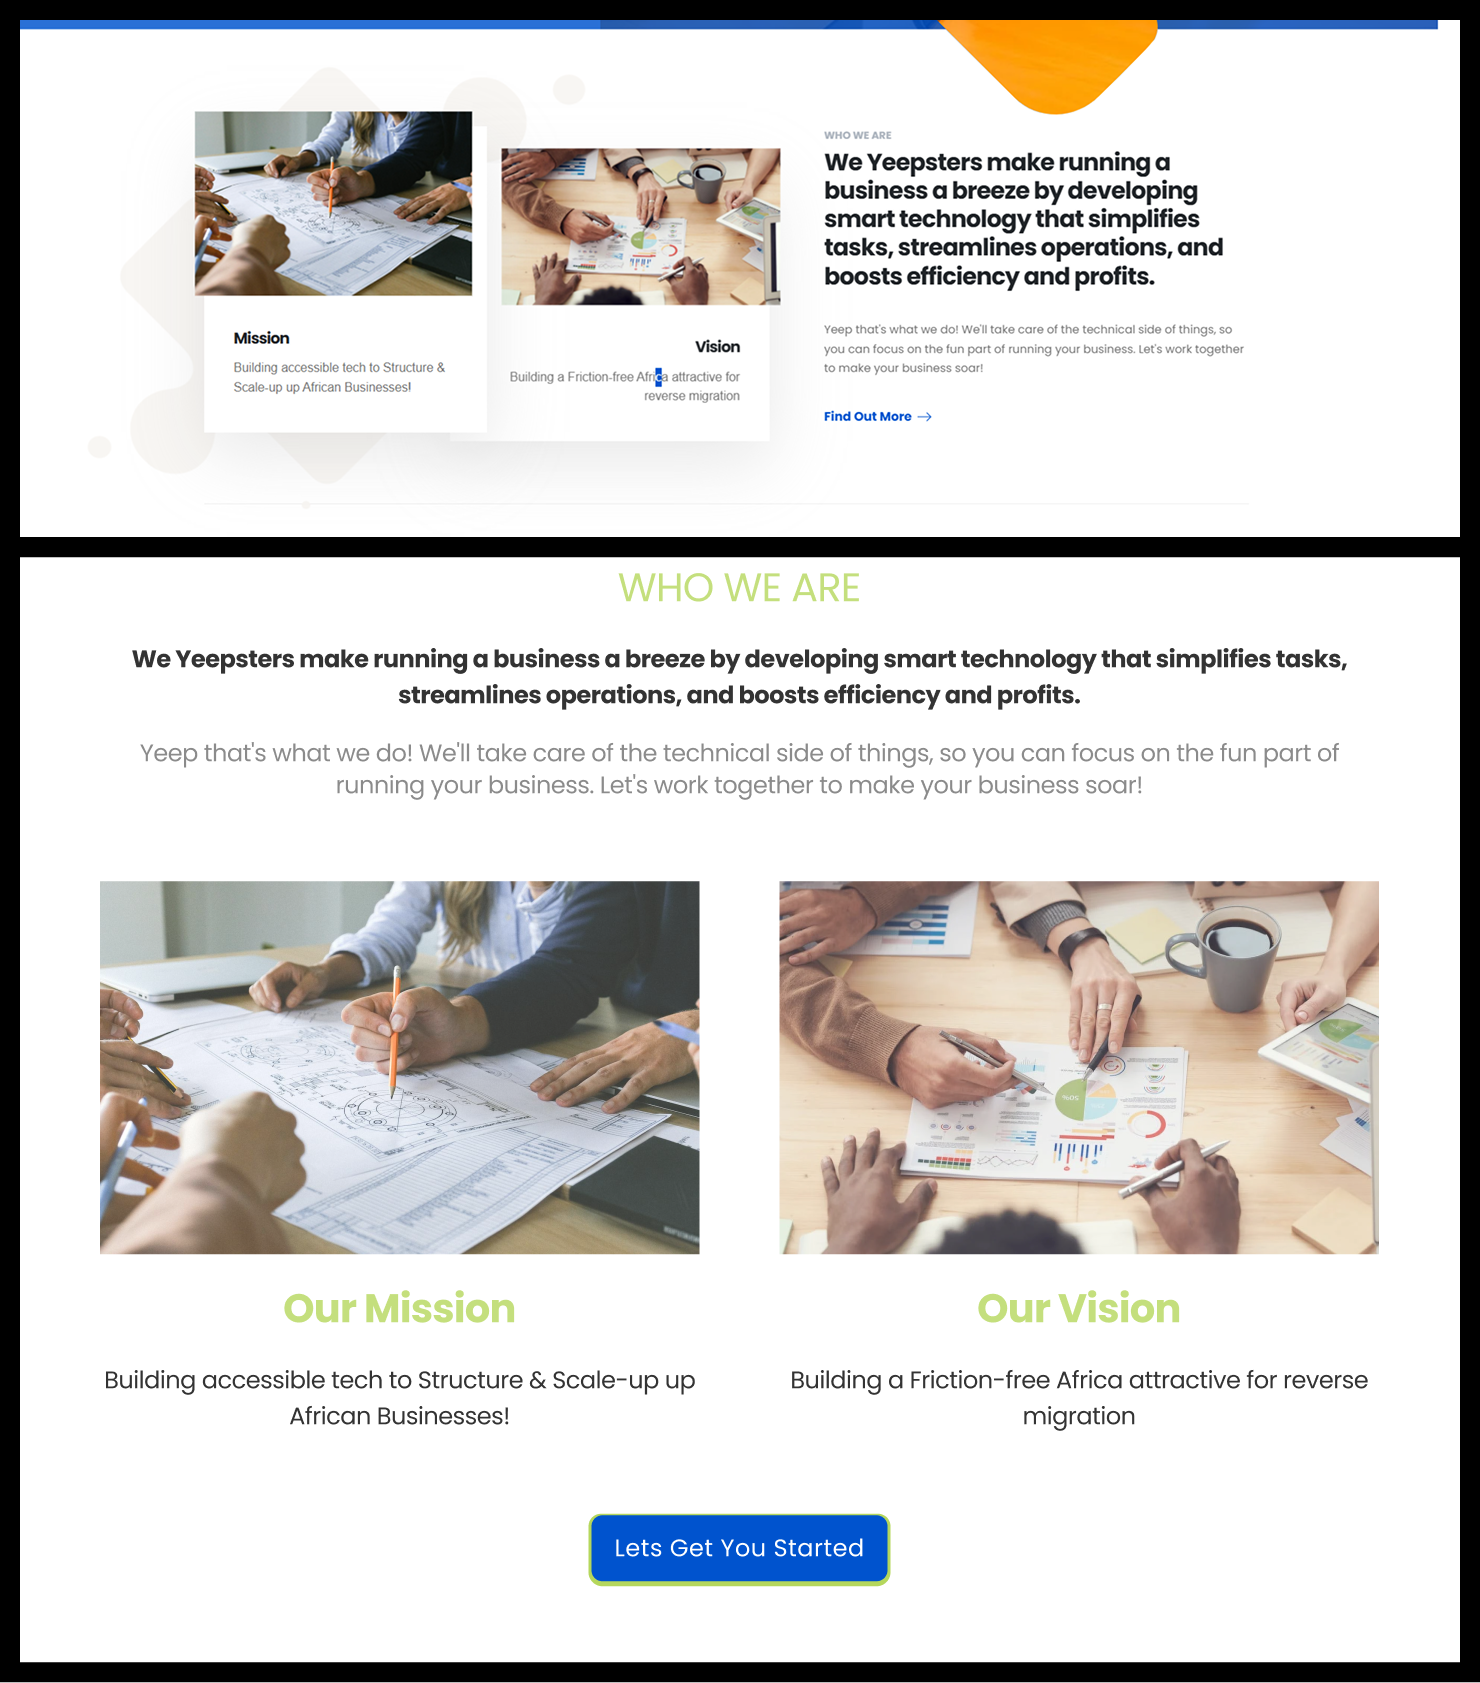 Mission
Building accessible tech to Structure &
Scale-up up African Businesses!
Vision
Building a Friction-free Africa attractive for
reverse migration
WHO WE ARE
We Yeepsters make running a
business a breeze by developing
smart technology that simplifies
tasks, streamlines operations, and
boosts efficiency and profits.
Yeep that's what we do! We'll take care of the technical side of things, so
you can focus on the fun part of running your business. Let's work together
to make your business soar!
Find Out More
WHO WE ARE
We Yeepsters make running a business a breeze by developing smart technology that simplifies tasks,
streamlines operations, and boosts efficiency and profits.
Yeep that's what we do! We'll take care of the technical side of things, so you can focus on the fun part of
running your business. Let's work together to make your business soar!
50%
Our Mission
Building accessible tech to Structure & Scale-up up
African Businesses!
Our Vision
Building a Friction-free Africa attractive for reverse
migration
Lets Get You Started